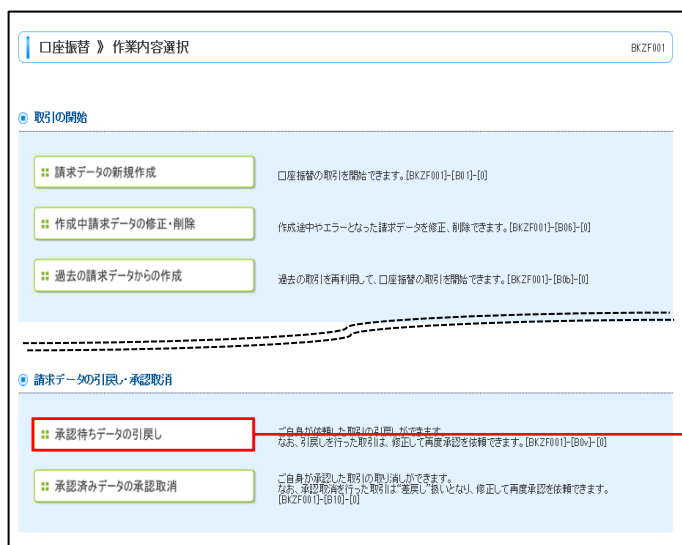 口座振替 》 作業内容選択
BKZF001
取引の開始
請求データの新規作成
口座振替の取引を開始できます。[BKZF001]-[B01]-[0]
作成中請求データの修正・削除
作成途中やエラーとなった請求データを修正、削除できます。[BKZF001]-[B06]-[0]
過去の請求データからの作成
過去の取引を再利用して、口座振替の取引を開始できます。[BKZF001]-[B0b]-[0]
請求データの引戻し・承認取消
承認待ちデータの引戻し
ご自身が依頼した取引の引戻しができます。
なお、引戻しを行った取引は、修正して再度承認を依頼できます。[BKZF001]-[B0v]-[0]
承認済みデータの承認取消
ご自身が承認した取引の取り消しができます。
なお、承認取消を行った取引は“差戻し”扱いとなり、修正して再度承認を依頼できます。
[BKZF001]-[B10]-[0]